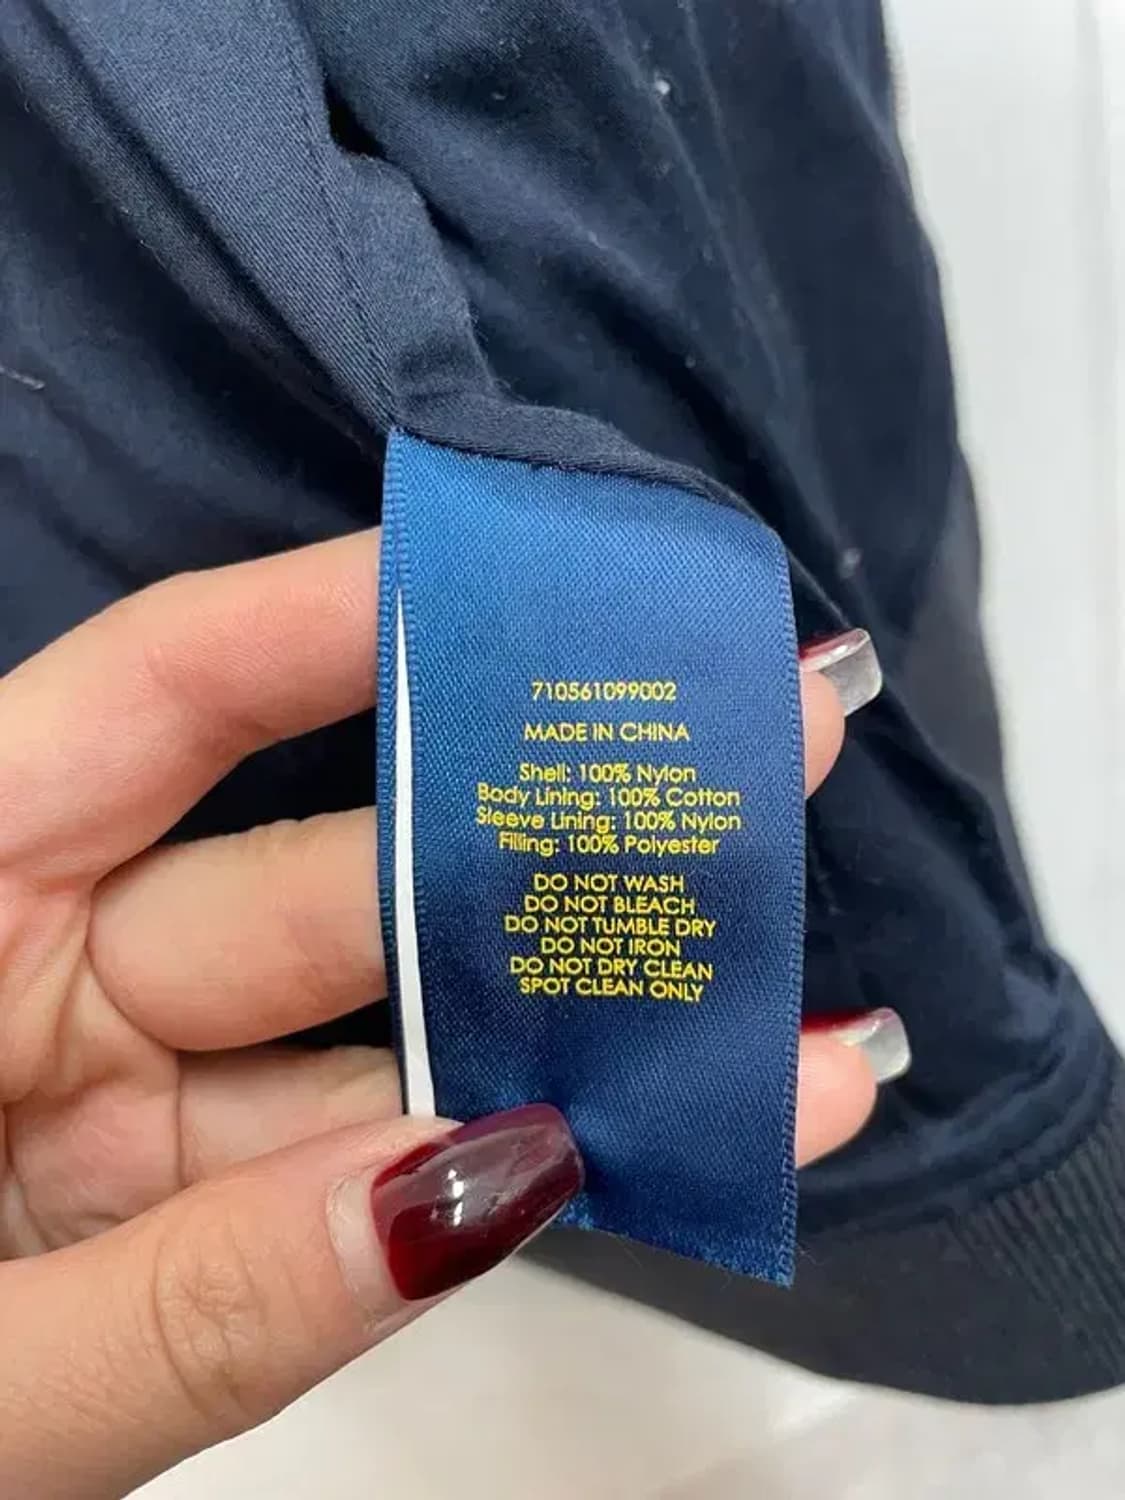 710561099002
MADE IN CHINA
Shell: 100% Nylon
Body Lining: 100% Cotton
Sleeve Lining: 100% Nylon
Filling: 100% Polyester
DO NOT WASH
DO NOT BLEACH
DO NOT TUMBLE DRY
DO NOT IRON
DO NOT DRY CLEAN
SPOT CLEAN ONLY